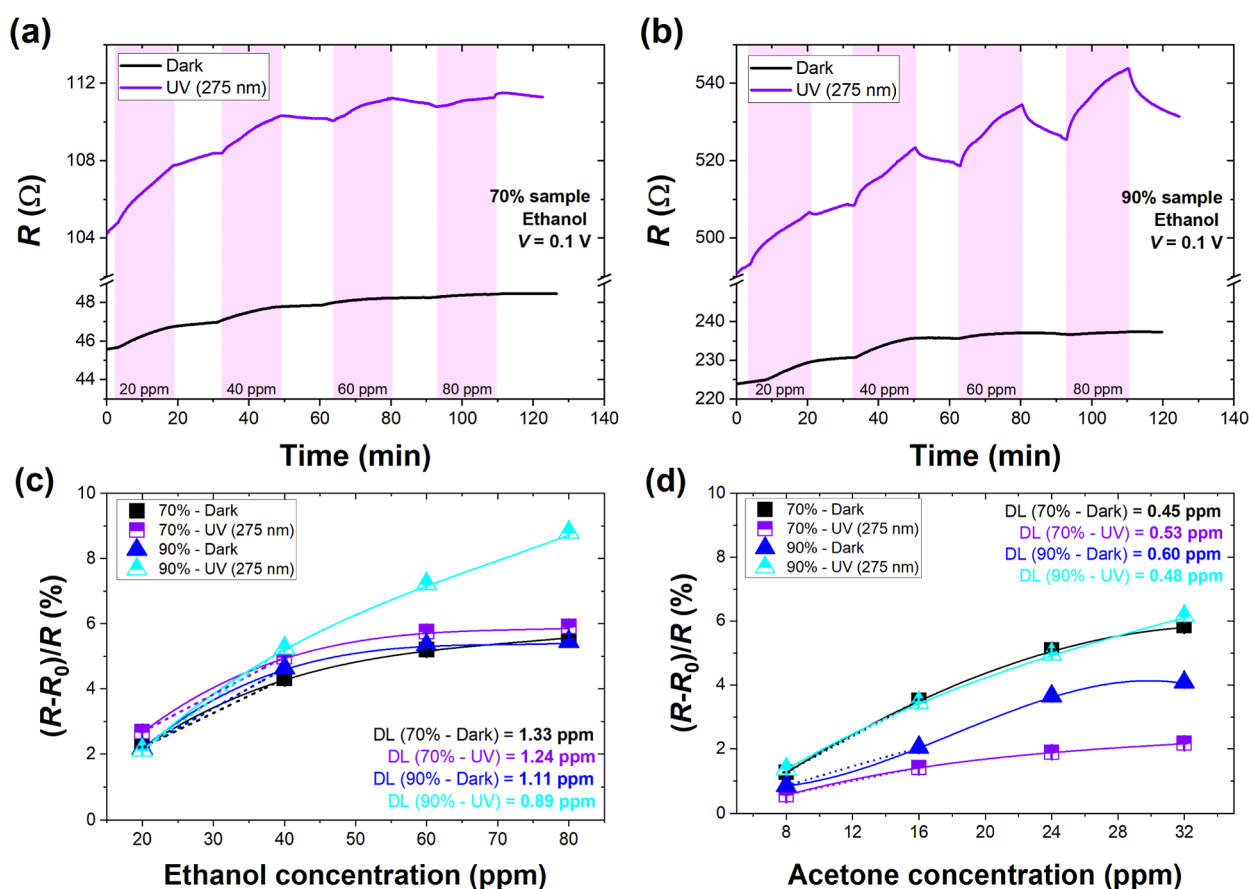 (a)
Dark
UV (275 nm)
112
108
104
48
46
44
R (Ω)
70% sample
Ethanol
V = 0.1 V
20 ppm
40 ppm
60 ppm
80 ppm
0
20
40
60
80
100
120
140
Time (min)
(b)
Dark
UV (275 nm)
540
520
500
240
230
220
R (Ω)
90% sample
Ethanol
V = 0.1 V
20 ppm
40 ppm
60 ppm
80 ppm
0
20
40
60
80
100
120
140
Time (min)
(c)
70% - Dark
70% - UV (275 nm)
90% - Dark
90% - UV (275 nm)
10
8
6
4
2
0
(R-R0)/R (%)
DL (70% - Dark) = 1.33 ppm
DL (70% - UV) = 1.24 ppm
DL (90% - Dark) = 1.11 ppm
DL (90% - UV) = 0.89 ppm
20
30
40
50
60
70
80
Ethanol concentration (ppm)
(d)
70% - Dark
70% - UV (275 nm)
90% - Dark
90% - UV (275 nm)
DL (70% - Dark) = 0.45 ppm
DL (70% - UV) = 0.53 ppm
DL (90% - Dark) = 0.60 ppm
DL (90% - UV) = 0.48 ppm
10
8
6
4
2
0
(R-R0)/R (%)
8
12
16
20
24
28
32
Acetone concentration (ppm)